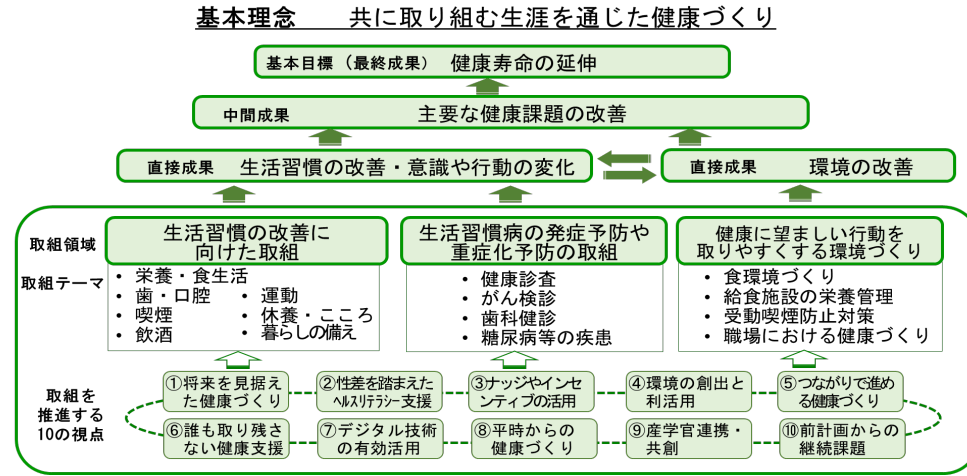 基本理念　共に取り組む生涯を通じた健康づくり
基本目標（最終成果） 健康寿命の延伸
中間成果　主要な健康課題の改善
直接成果 生活習慣の改善・意識や行動の変化
直接成果　環境の改善
取組領域
生活習慣の改善に
向けた取組
生活習慣病の発症予防や
重症化予防の取組
健康に望ましい行動を
取りやすくする環境づくり
取組テーマ
• 栄養・食生活
• 歯・口腔
• 喫煙
• 飲酒
• 運動
• 休養・こころ
• 暮らしの備え
• 健康診査
• がん検診
• 歯科健診
• 糖尿病等の疾患
• 食環境づくり
• 給食施設の栄養管理
• 受動喫煙防止対策
• 職場における健康づくり
取組を
推進する
10の視点
①将来を見据え
た健康づくり
②性差を踏まえた
ヘルスリテラシー支援
③ナッジやインセ
ンティブの活用
④環境の創出と
利活用
⑤つながりで進め
る健康づくり
⑥誰も取り残さ
ない健康支援
⑦デジタル技術
の有効活用
⑧平時からの
健康づくり
⑨産学官連携・
共創
⑩前計画からの
継続課題